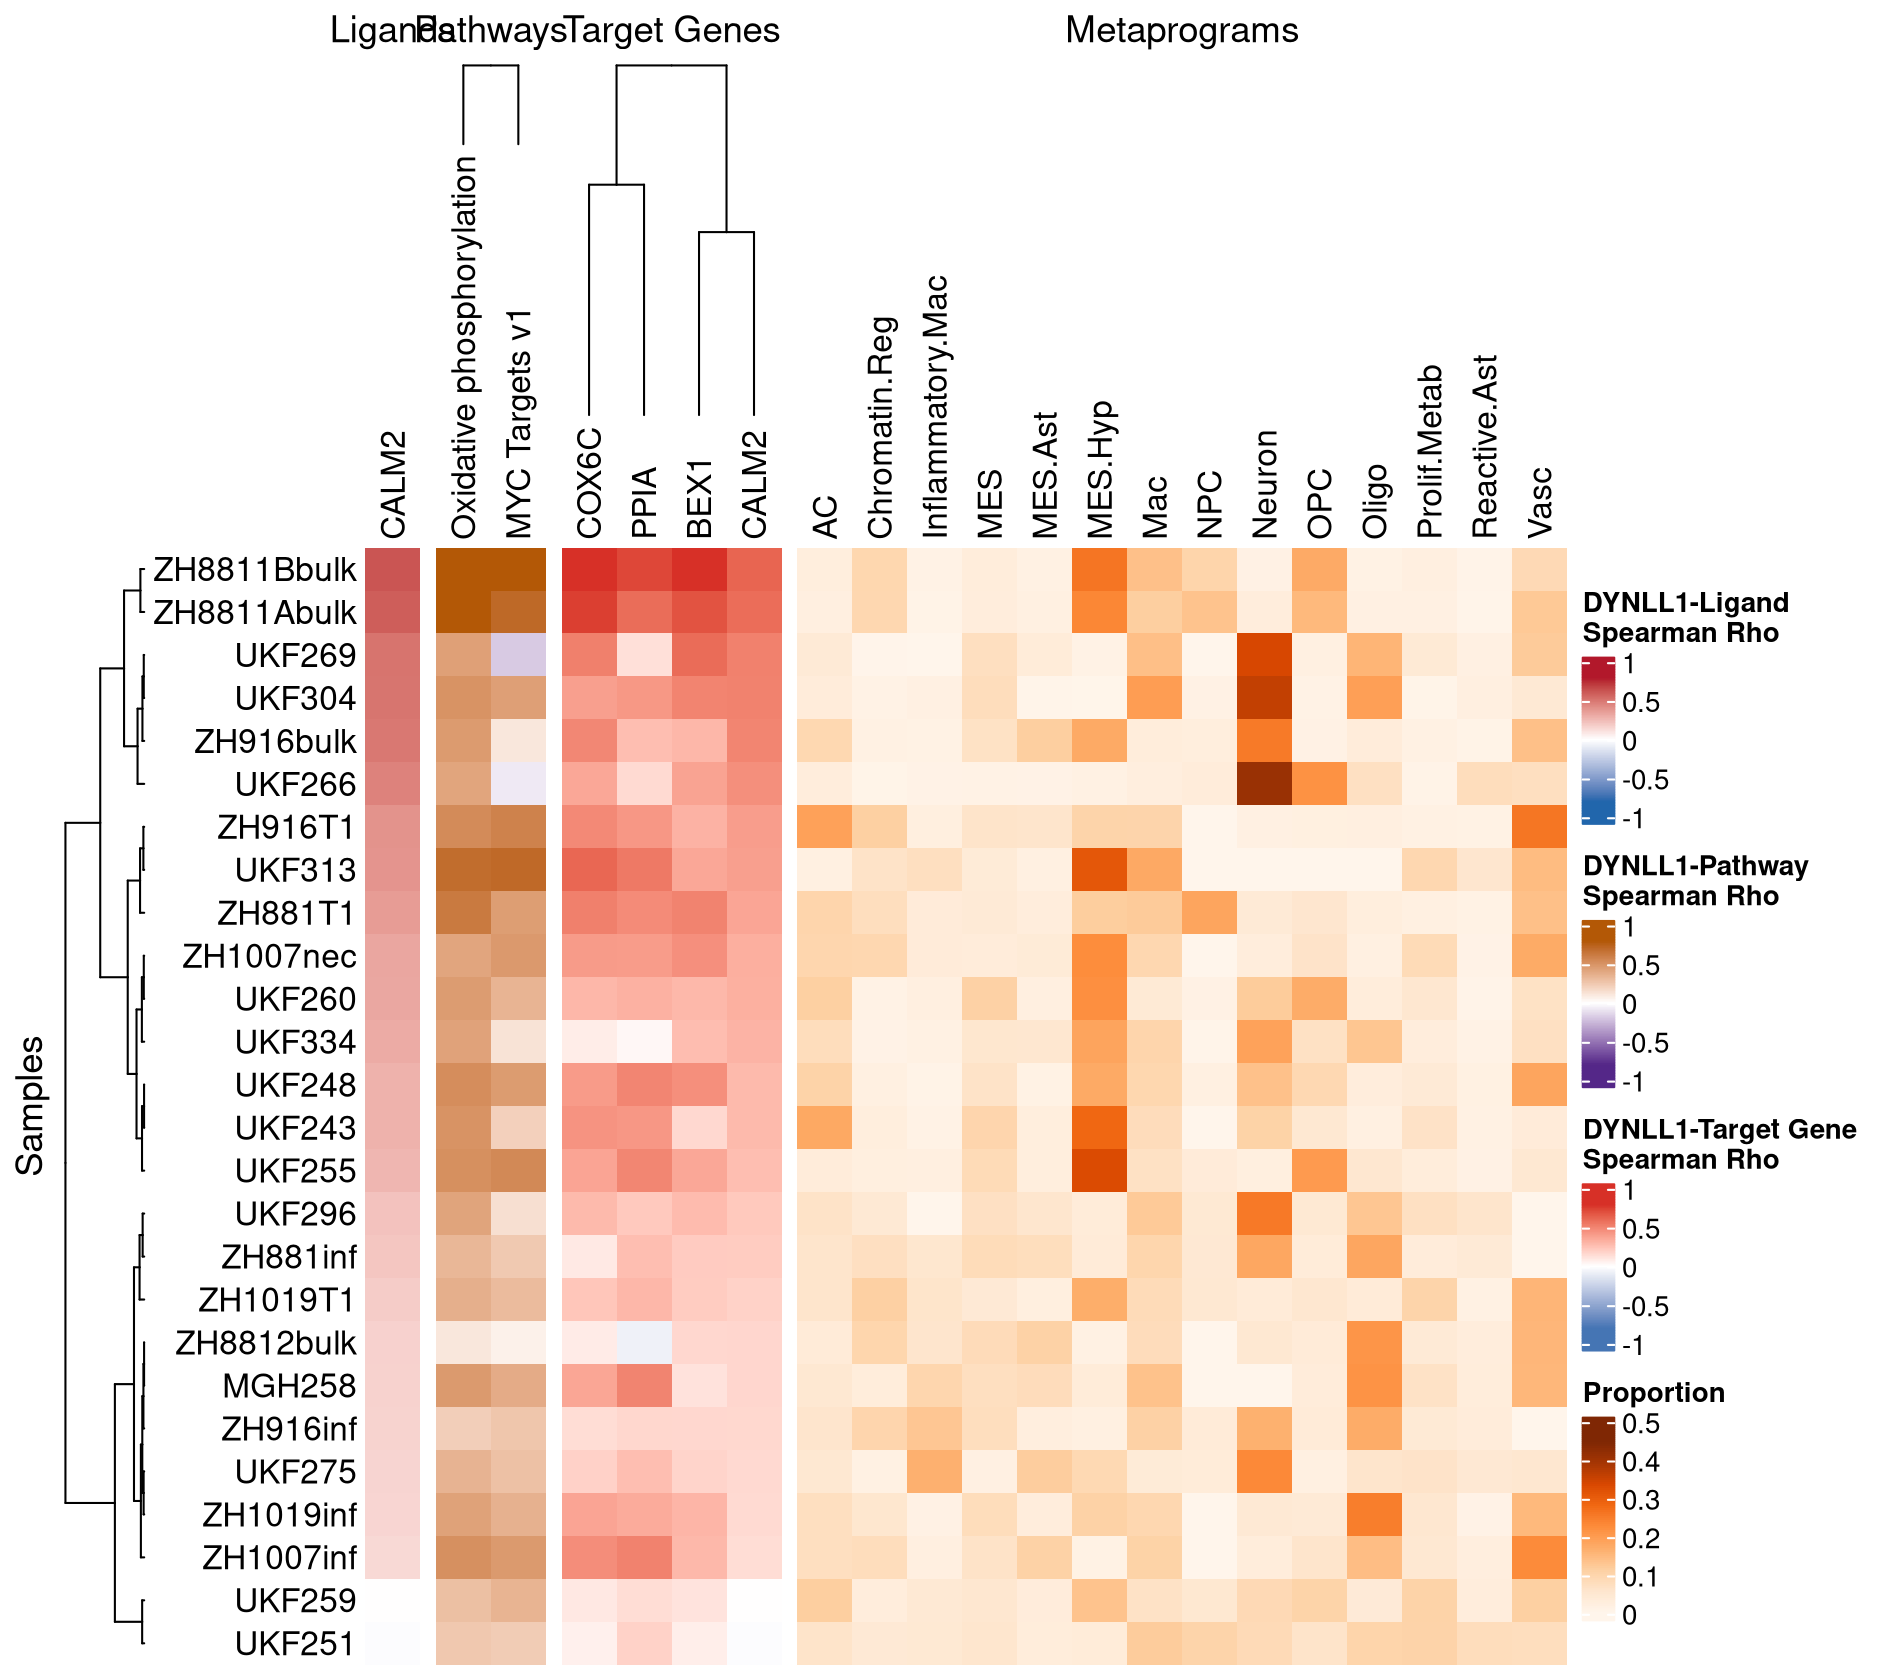 Ligands Pathways Target Genes Metaprograms
CALM2
Oxidative phosphorylation
MYC Targets v1
COX6C
PPIA
BEX1
CALM2
AC
Chromatin.Reg
Inflammatory.Mac
MES
MES.Ast
MES.Hyp
Mac
NPC
Neuron
OPC
Oligo
Prolif.Metab
Reactive.Ast
Vasc
Samples
ZH8811Bbulk
ZH8811Abulk
UKF269
UKF304
ZH916bulk
UKF266
ZH916T1
UKF313
ZH881T1
ZH1007nec
UKF260
UKF334
UKF248
UKF243
UKF255
UKF296
ZH881inf
ZH1019T1
ZH8812bulk
MGH258
ZH916inf
UKF275
ZH1019inf
ZH1007inf
UKF259
UKF251
DYNLL1-Ligand
Spearman Rho
1
0.5
0
-0.5
-1
DYNLL1-Pathway
Spearman Rho
1
0.5
0
-0.5
-1
DYNLL1-Target Gene
Spearman Rho
1
0.5
0
-0.5
-1
Proportion
0.5
0.4
0.3
0.2
0.1
0